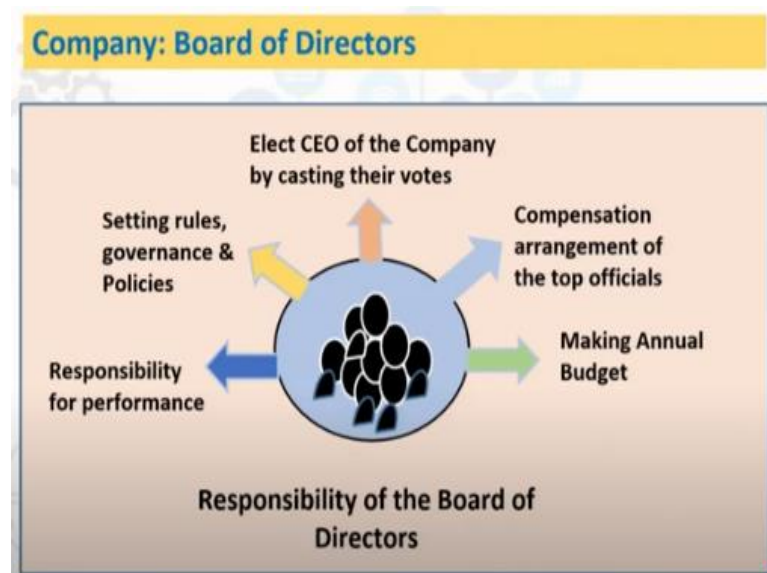 Company: Board of Directors
Elect CEO of the Company
by casting their votes
Setting rules,
governance &
Policies
Compensation
arrangement of
the top officials
Responsibility
for performance
Making Annual
Budget
Responsibility of the Board of
Directors